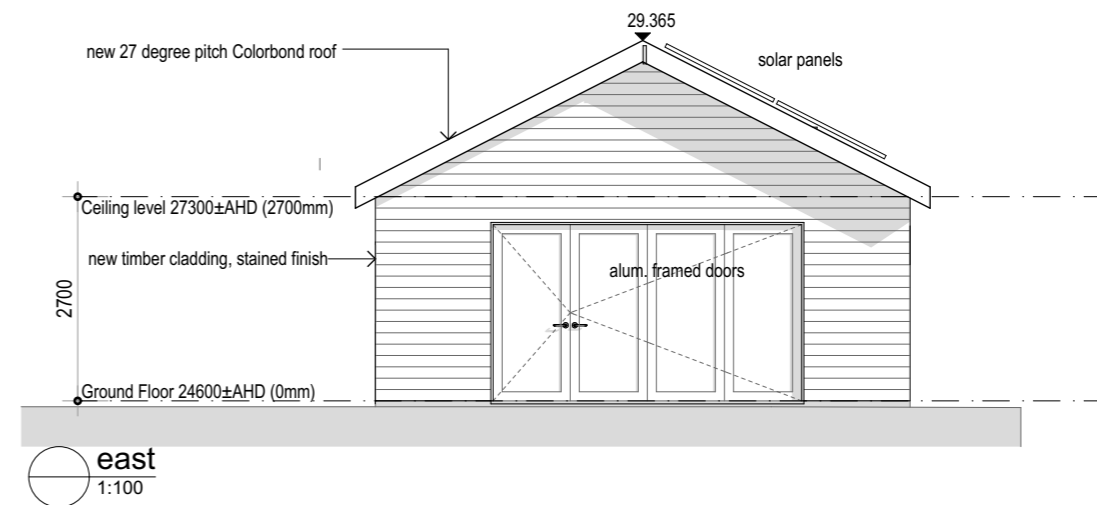 29.365
new 27 degree pitch Colorbond roof
solar panels
Ceiling level 27300±AHD (2700mm)
new timber cladding, stained finish
alum. framed doors
2700
Ground Floor 24600±AHD (0mm)
east
1:100